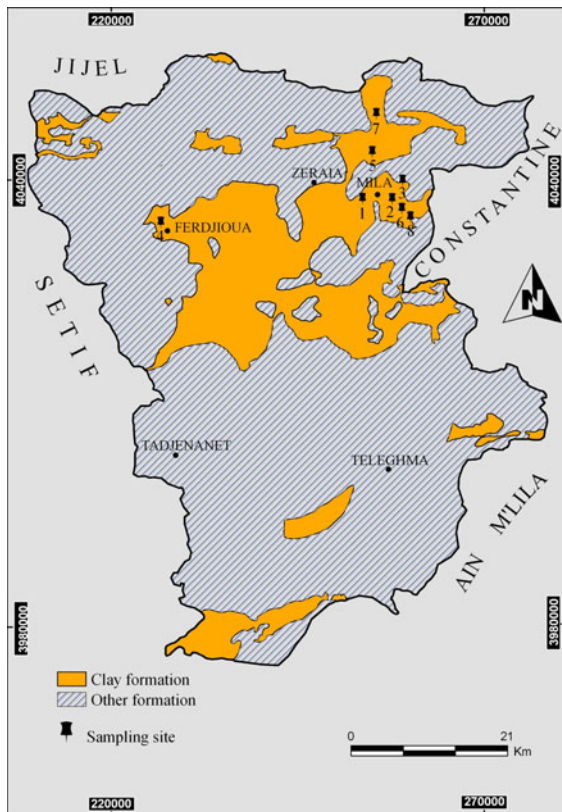 220000
270000
JIJEL
CONSTANTINE
4040000
4040000
7
5
ZERAIA
MILA
3
1
2
6
8
4
FERDJIOUA
SETIF
N
TADJENANET
TELEGHMA
AIN M'LILA
3980000
3980000
Clay formation
Other formation
Sampling site
0
21
Km
220000
270000